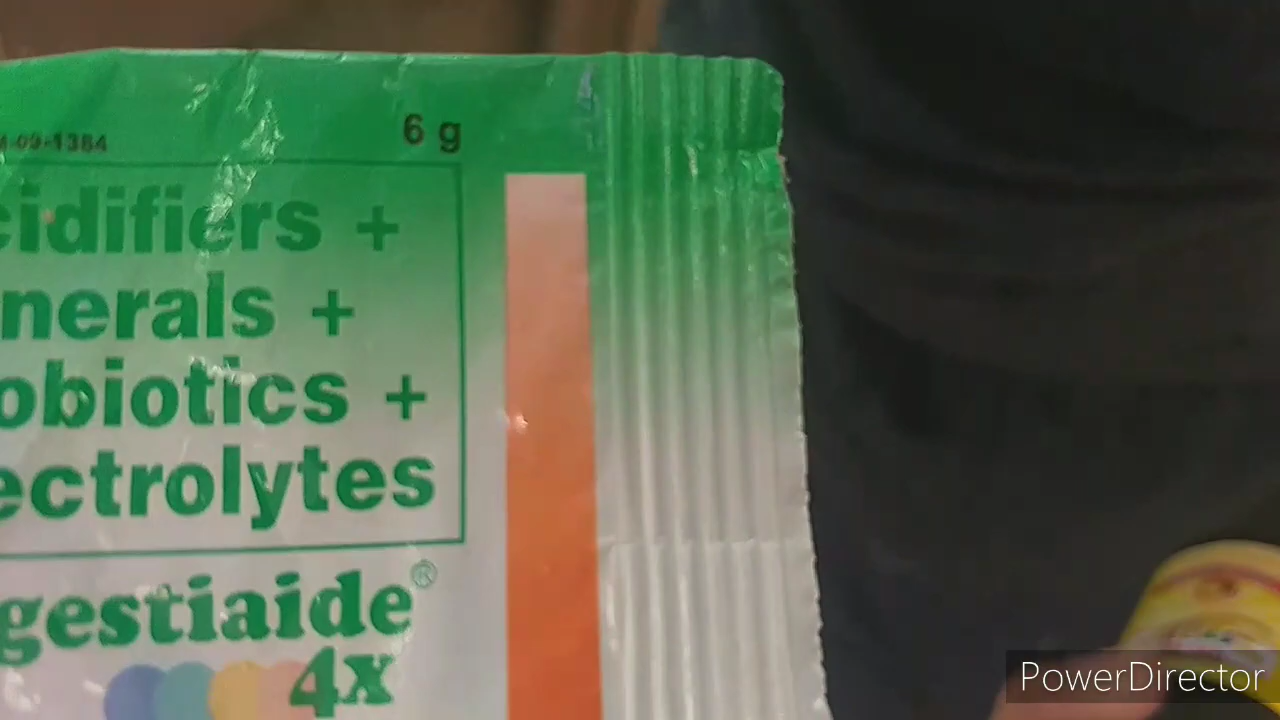 M-09-1384
6 g
cidifiers +
nerals +
obiotics +
ectrolytes
gestiaide®
4x
PowerDirector